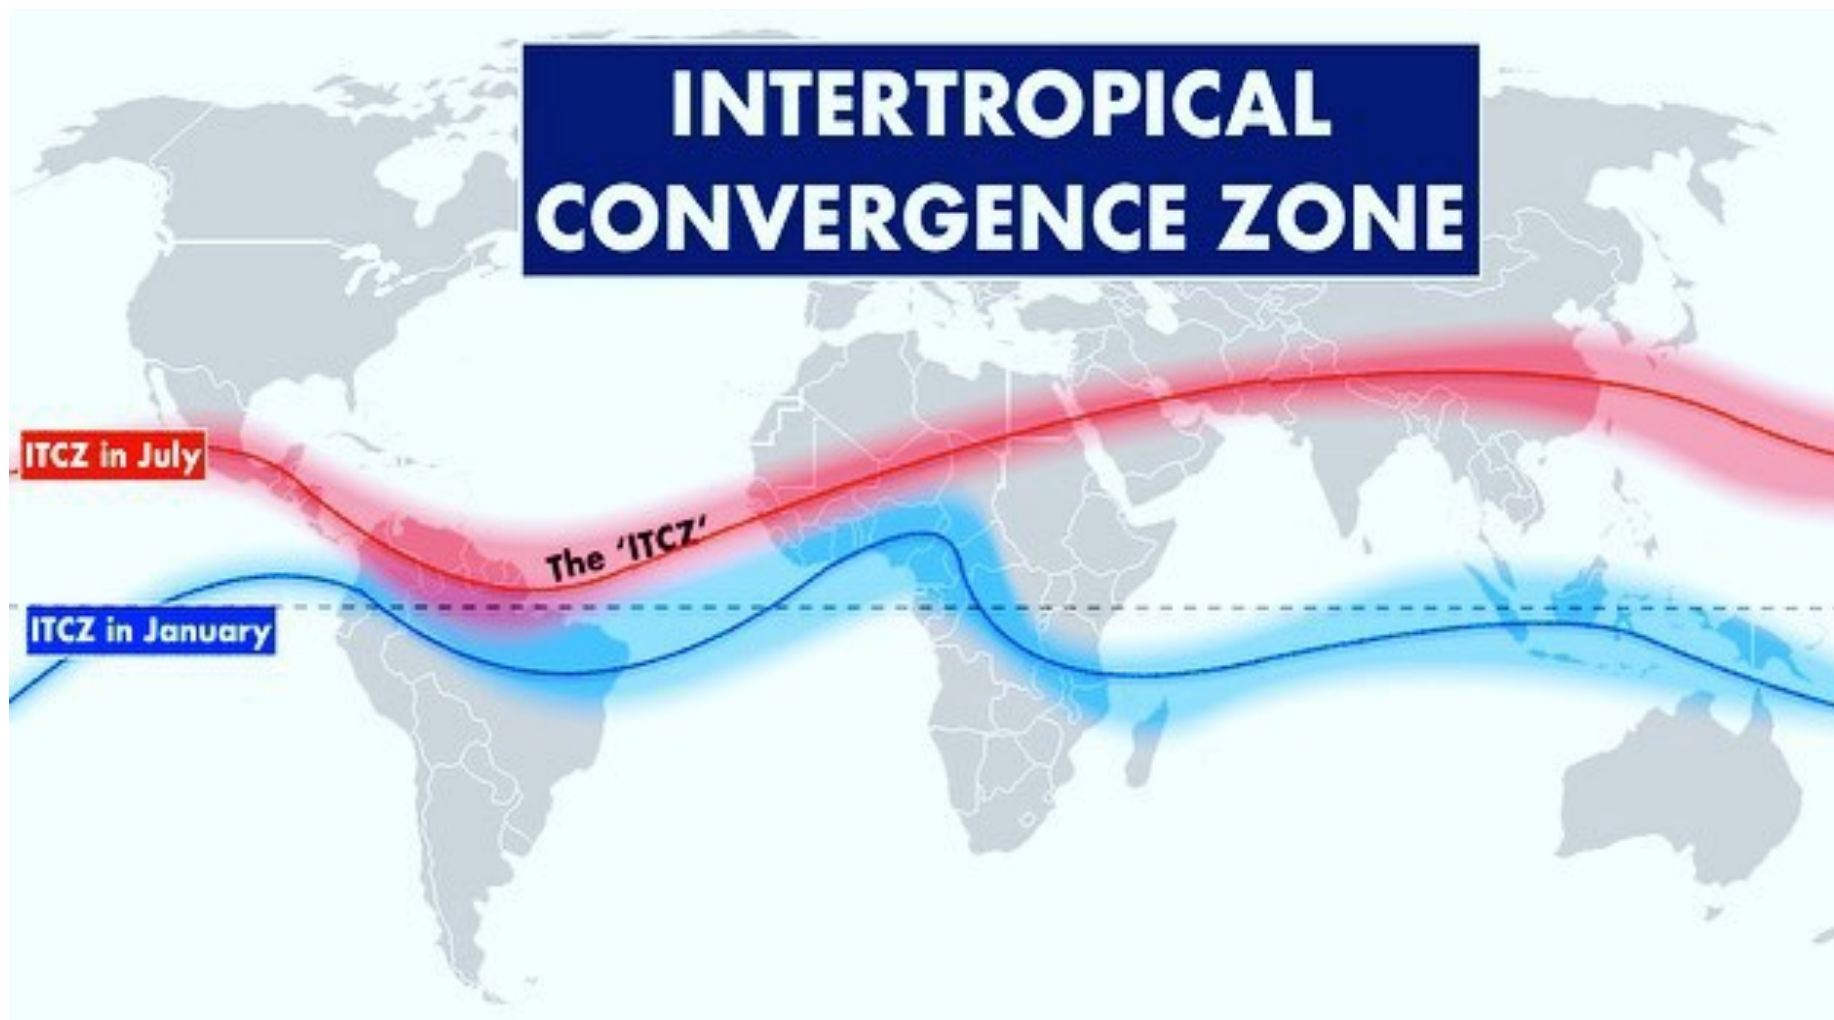 INTERTROPICAL
CONVERGENCE ZONE
ITCZ in July
The 'ITCZ'
ITCZ in January